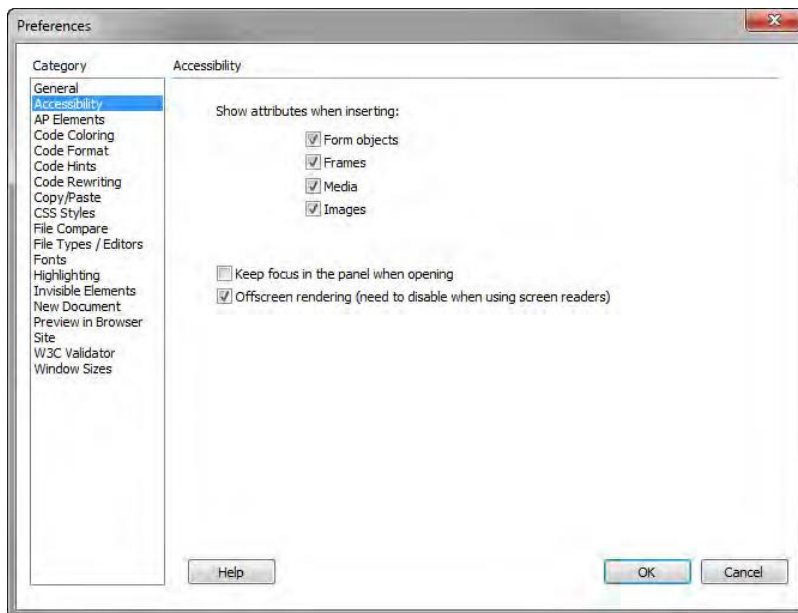 Preferences
Category
General
Accessibility
AP Elements
Code Coloring
Code Format
Code Hints
Code Rewriting
Copy/Paste
CSS Styles
File Compare
File Types / Editors
Fonts
Highlighting
Invisible Elements
New Document
Preview in Browser
Site
W3C Validator
Window Sizes
Accessibility
Show attributes when inserting:
Form objects
Frames
Media
Images
Keep focus in the panel when opening
Offscreen rendering (need to disable when using screen readers)
Help
OK
Cancel